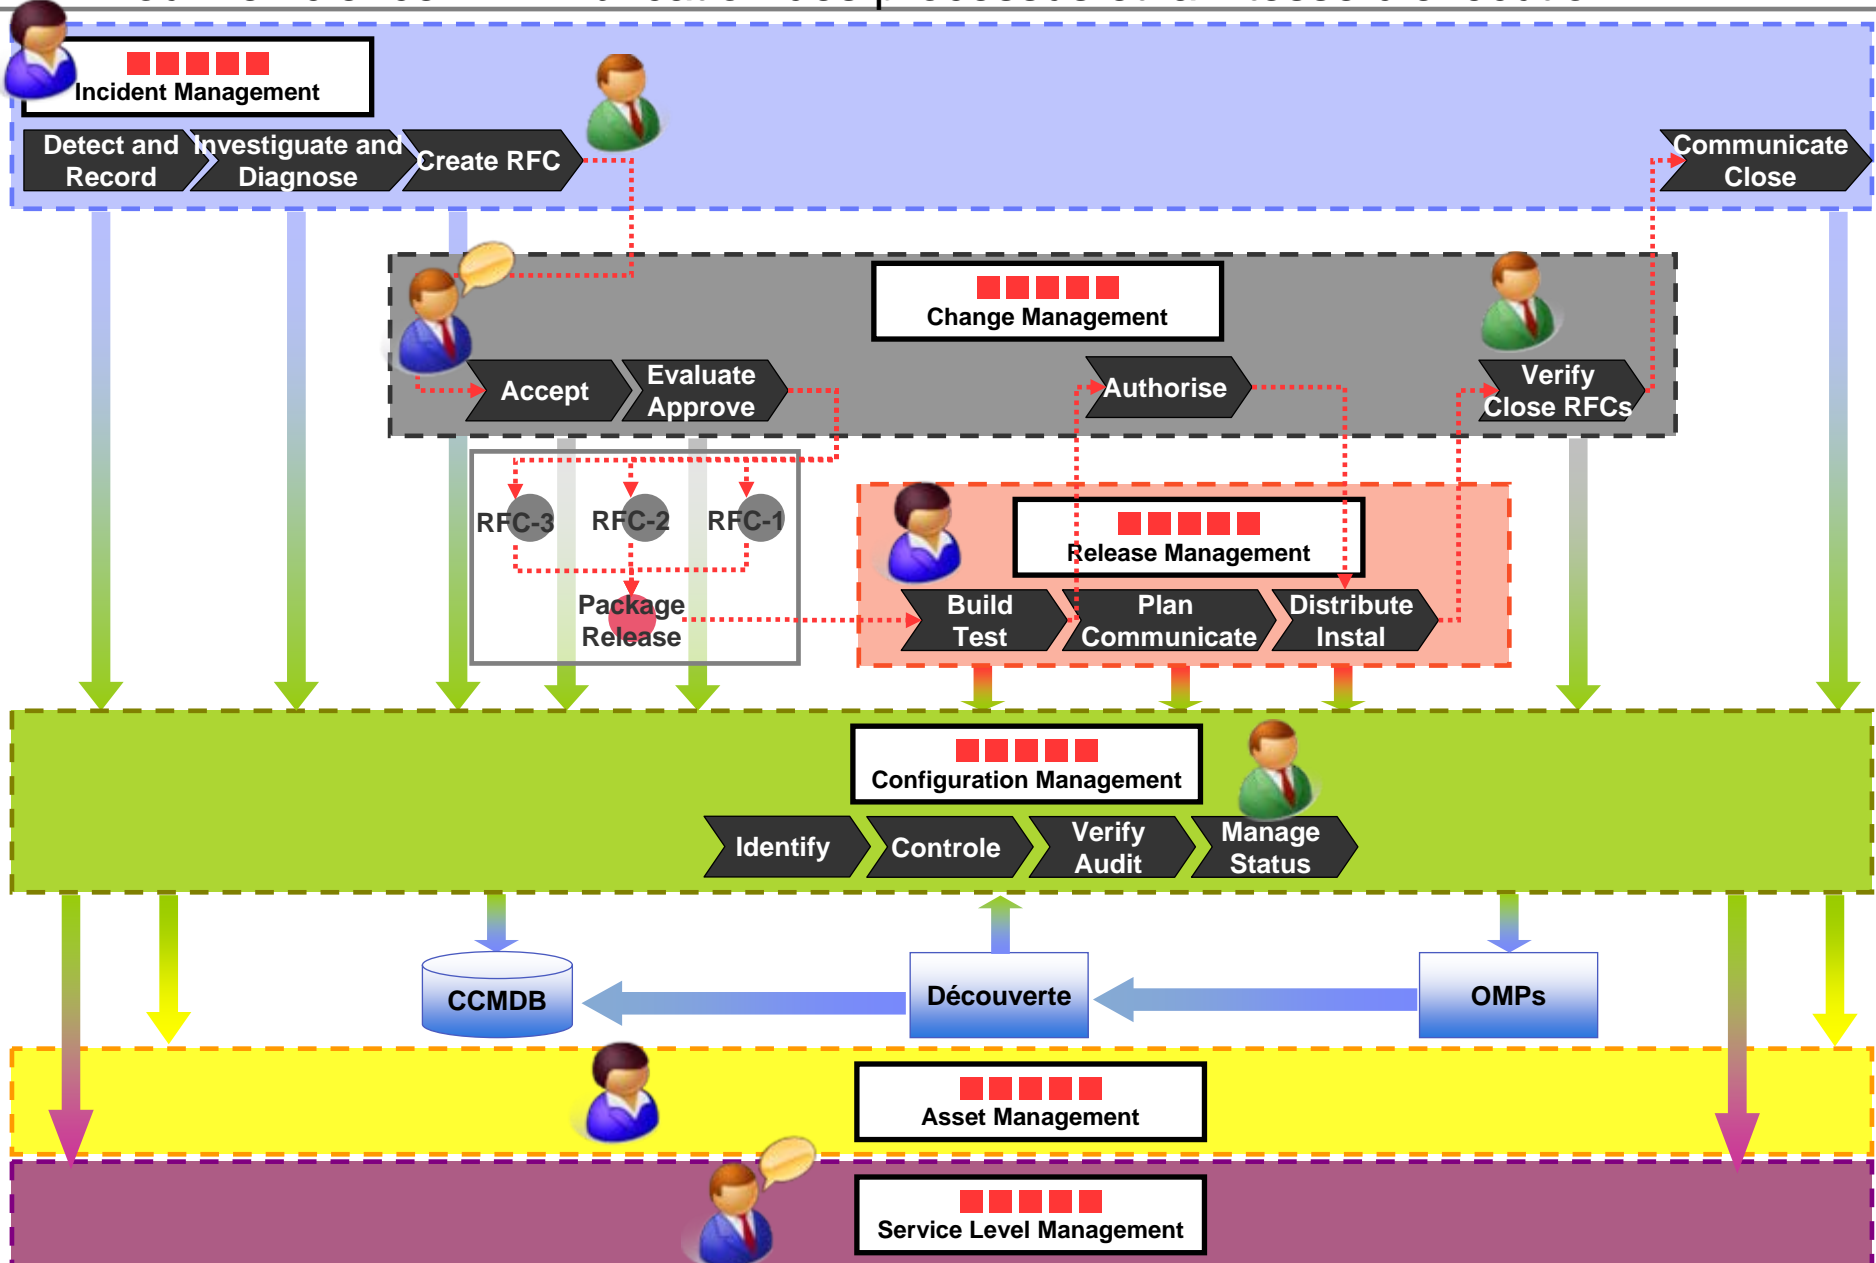 Incident Management
Detect and
Record
Investiguate and
Diagnose
Create RFC
Communicate
Close
Change Management
Accept
Evaluate
Approve
Authorise
Verify
Close RFCs
RFC-3
RFC-2
RFC-1
Package
Release
Release Management
Build
Test
Plan
Communicate
Distribute
Instal
Configuration Management
Identify
Controle
Verify
Audit
Manage
Status
CCMDB
Découverte
OMPs
Asset Management
Service Level Management